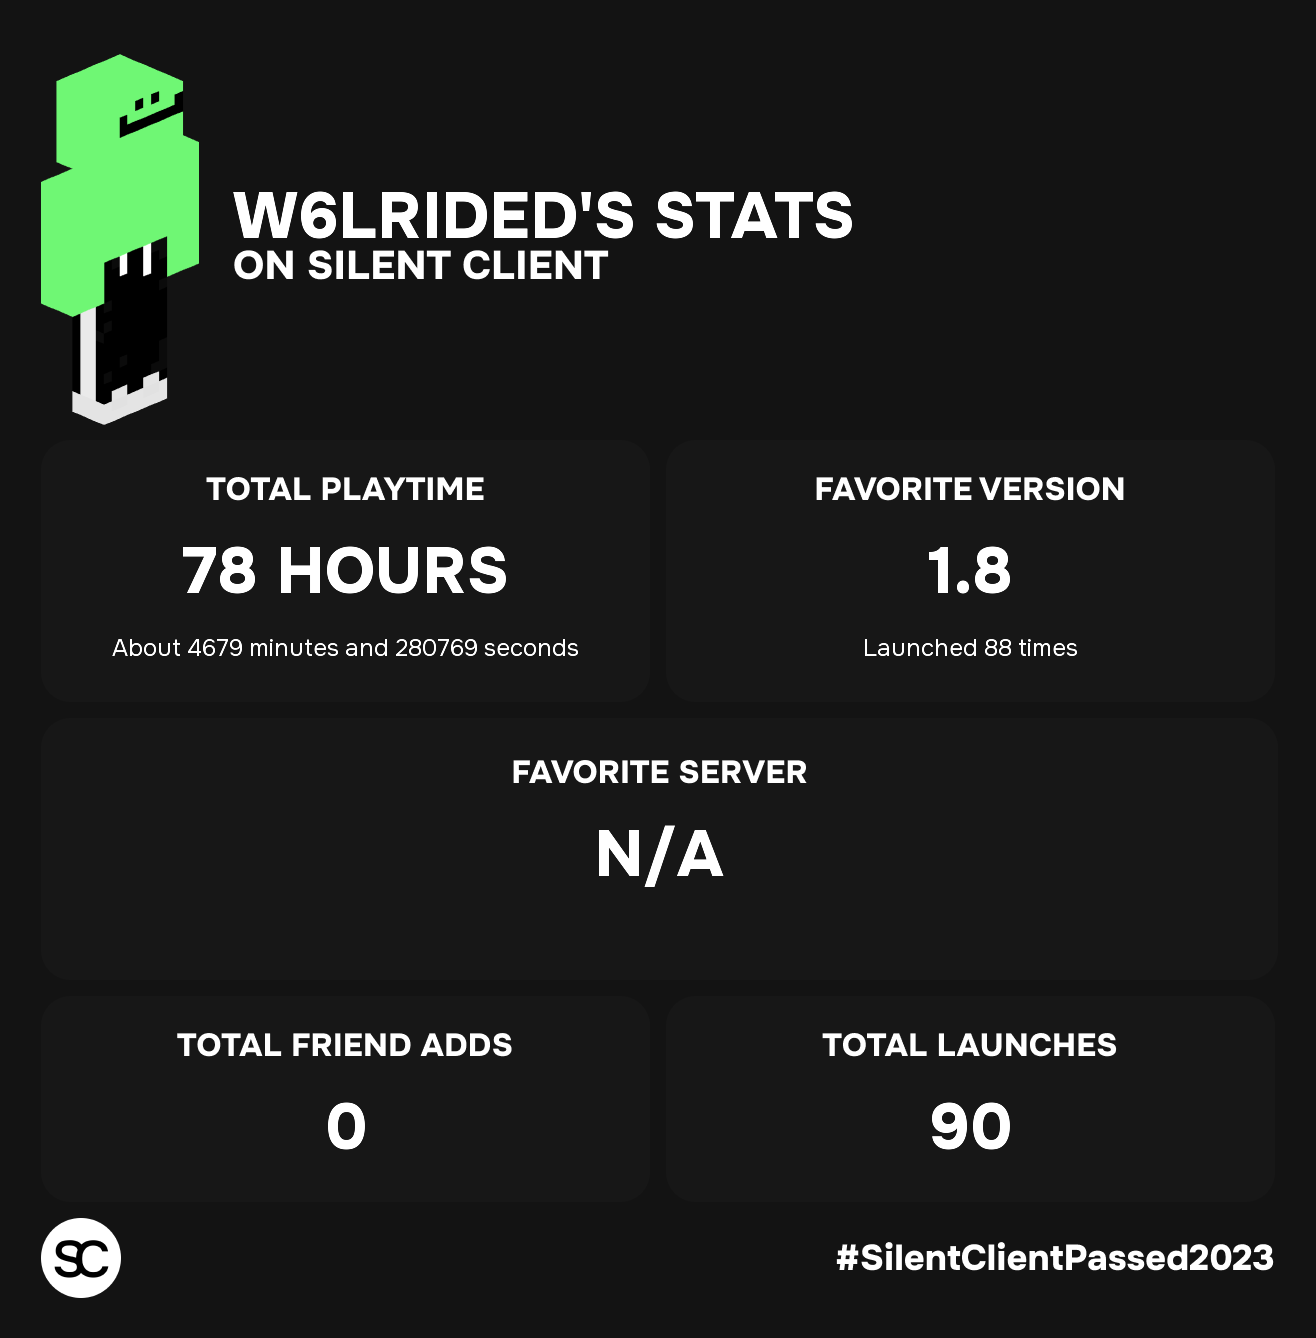 W6LRIDED'S STATS
ON SILENT CLIENT
TOTAL PLAYTIME
78 HOURS
About 4679 minutes and 280769 seconds
FAVORITE VERSION
1.8
Launched 88 times
FAVORITE SERVER
N/A
TOTAL FRIEND ADDS
0
TOTAL LAUNCHES
90
SC
#SilentClientPassed2023